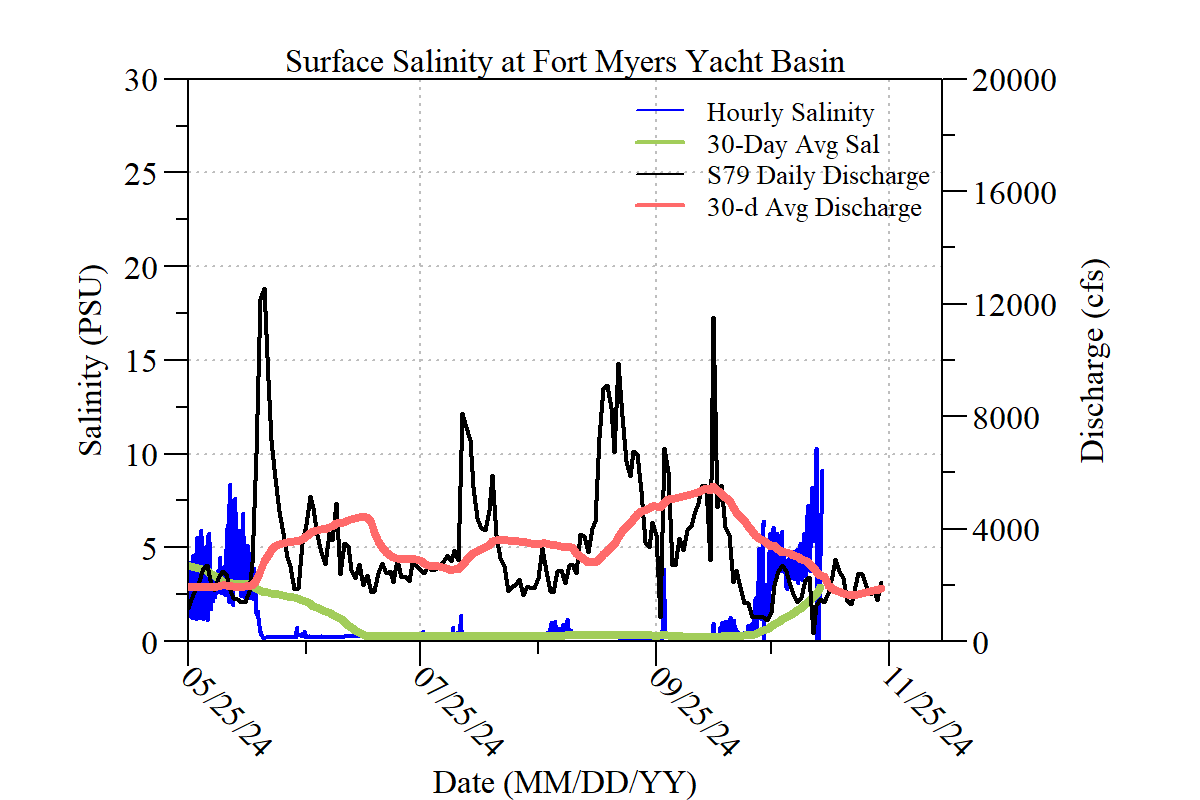 Surface Salinity at Fort Myers Yacht Basin
30
25
20
15
10
5
0
Salinity (PSU)
Hourly Salinity
30-Day Avg Sal
S79 Daily Discharge
30-d Avg Discharge
20000
16000
12000
8000
4000
0
Discharge (cfs)
05/25/24
07/25/24
09/25/24
11/25/24
Date (MM/DD/YY)